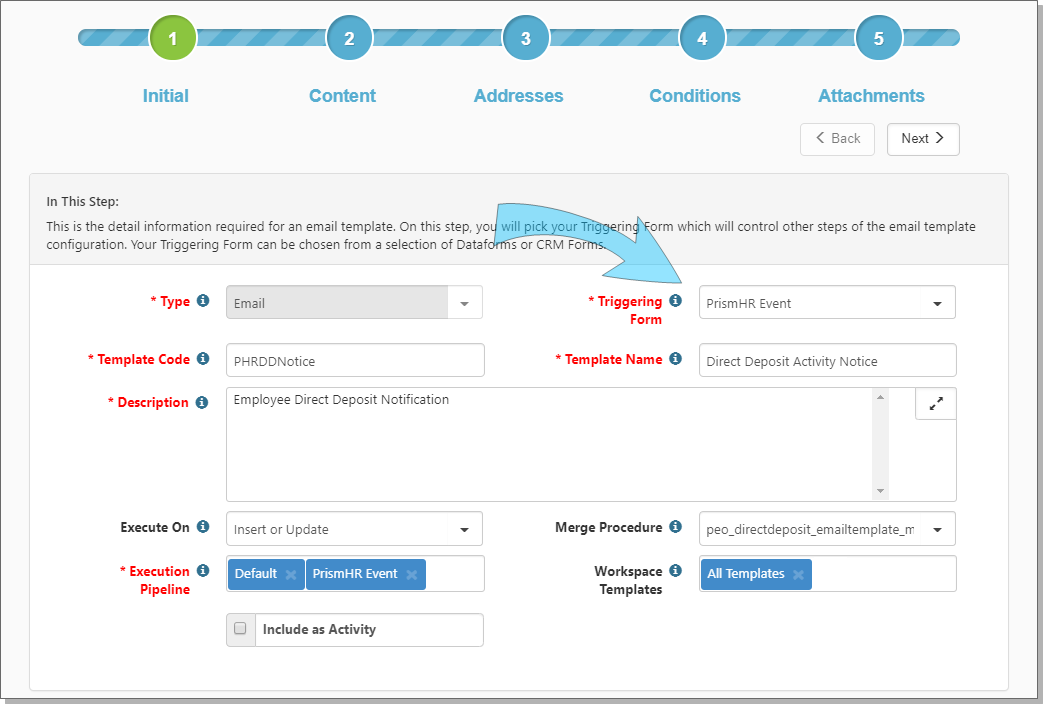 1 2 3 4 5
Initial Content Addresses Conditions Attachments
Back Next
In This Step:
This is the detail information required for an email template. On this step, you will pick your Triggering Form which will control other steps of the email template
configuration. Your Triggering Form can be chosen from a selection of Dataforms or CRM Forms.
* Type Email
* Triggering
Form
PrismHR Event
* Template Code PHRDDNotice
* Template Name Direct Deposit Activity Notice
* Description Employee Direct Deposit Notification
Execute On Insert or Update
Merge Procedure peo_directdeposit_emailtemplate_m
* Execution
Pipeline
Default × PrismHR Event ×
Workspace
Templates
All Templates ×
Include as Activity